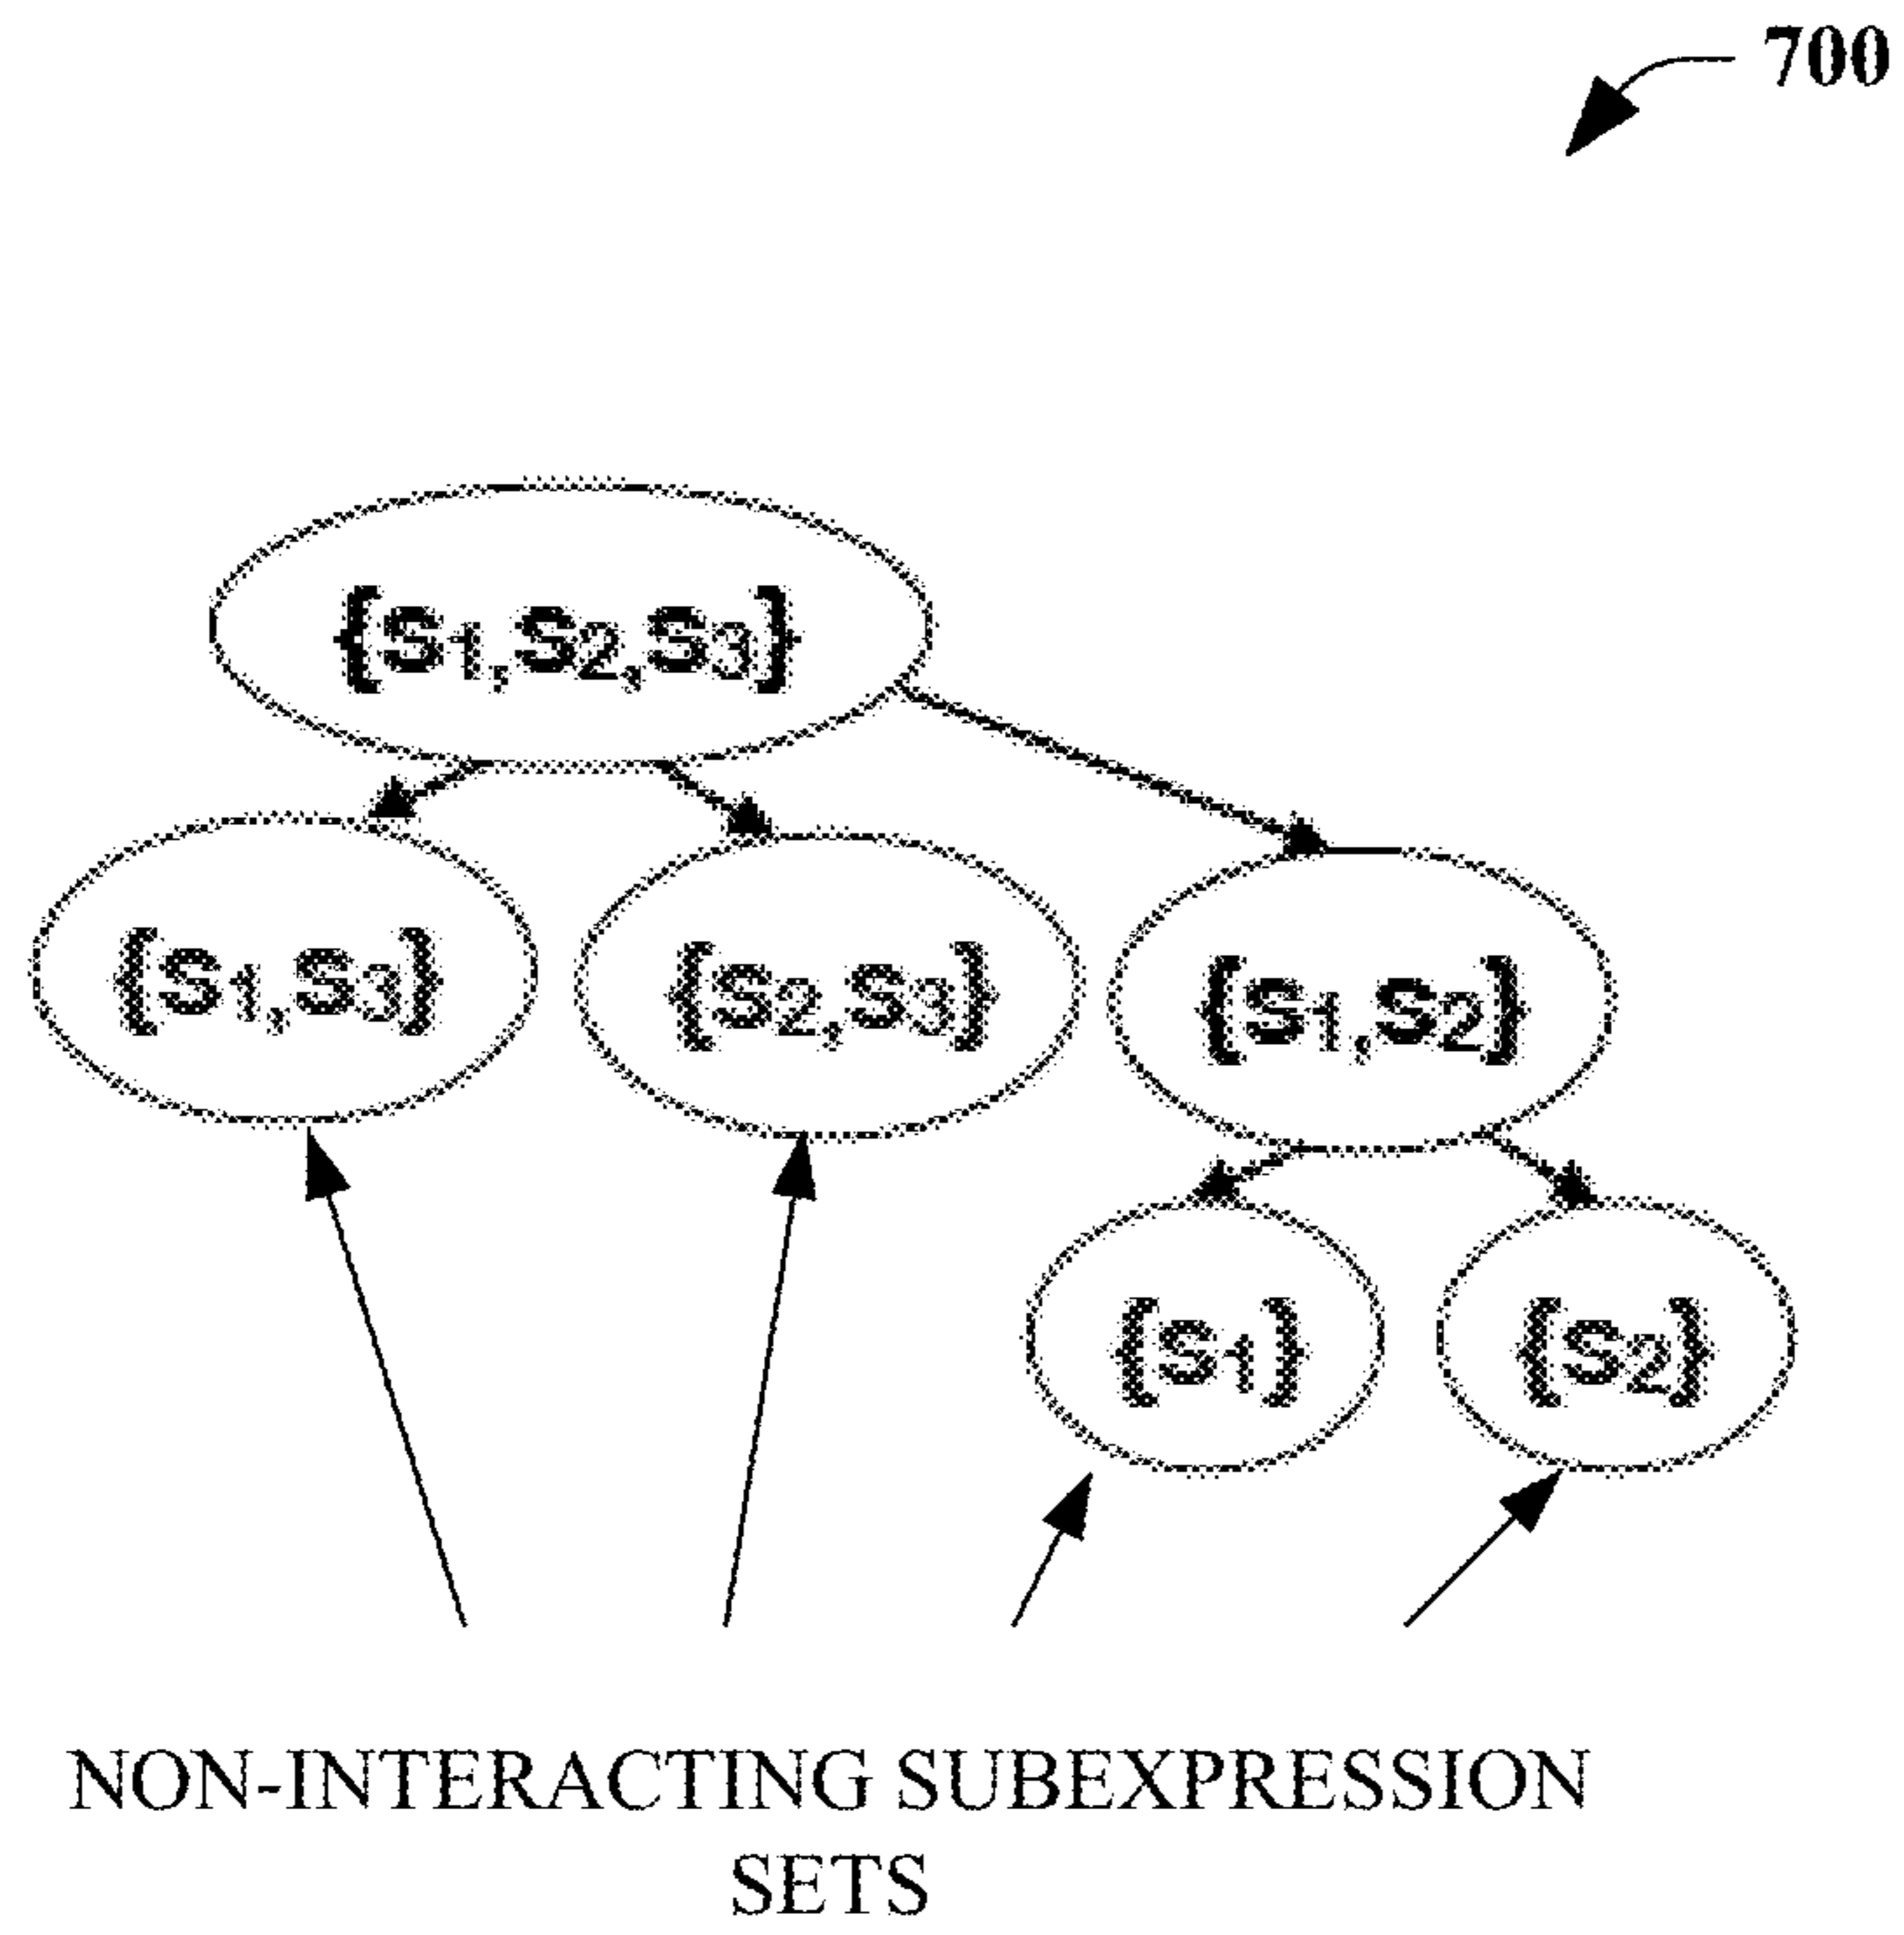 700
{s1,s2,s3}
{s1,s3}
{s2,s3}
{s1,s2}
{s1}
{s2}
NON-INTERACTING SUBEXPRESSION
SETS